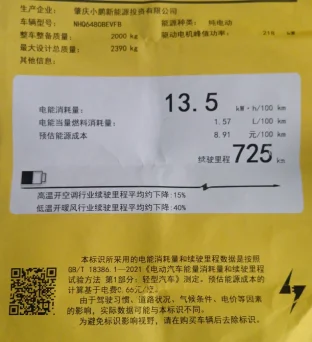 生产企业: 肇庆小鹏新能源投资有限公司
车辆型号: NHQ6480BEVFB 能源种类: 纯电动
整车整备质量: 2000 kg 驱动电机峰值功率: kW
最大设计总质量: 2390 kg
其他信息:
电能消耗量: 13.5 kW·h/100 km
电能当量燃料消耗量: 1.57 L/100 km
预估能源成本 8.91 元/100 km
续驶里程 725 km
高温开空调行业续驶里程平均约下降:15%
低温开暖风行业续驶里程平均约下降:40%
本标识所采用的电能消耗量和续驶里程数据是按照
GB/T 18386.1-2021《电动汽车能量消耗量和续驶里程
试验方法 第1部分: 轻型汽车》测定, 预估能源成本的
计算基于电费0.66元/
由于驾驶习惯、道路状况、气候条件、电价等因素
的影响, 实际数据可能与本标识不同。
为避免标识影响视野, 请在购买车辆后去除标识。